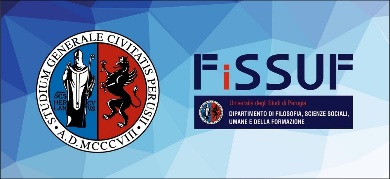 STUDIUM GENERALE CIVITATIS PERUSII
A.D. MCCCVIII
FiSSUF
Università degli Studi di Perugia
DIPARTIMENTO DI FILOSOFIA, SCIENZE SOCIALI,
UMANE E DELLA FORMAZIONE